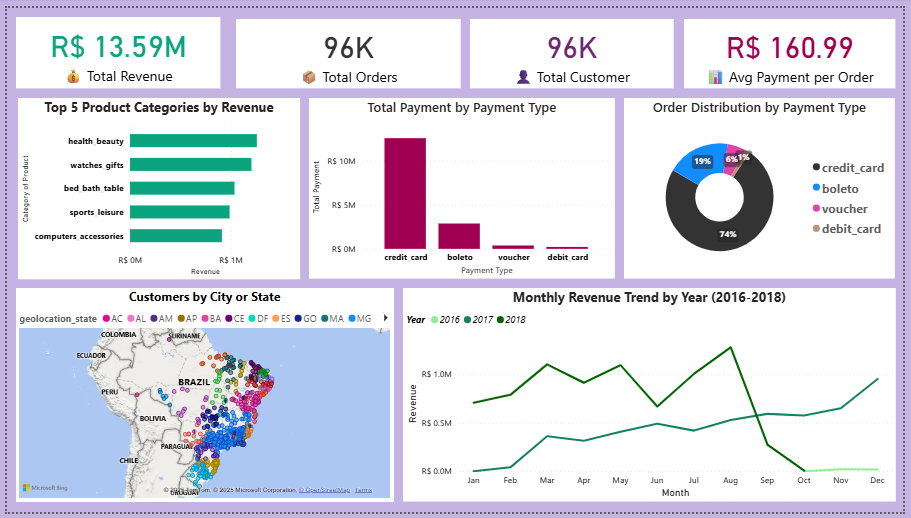 R$ 13.59M
💰 Total Revenue
96K
📦 Total Orders
96K
👤 Total Customer
R$ 160.99
📊 Avg Payment per Order
Top 5 Product Categories by Revenue
Category of Product
health_beauty
watches_gifts
bed_bath_table
sports_leisure
computers_accessories
R$ 0M R$ 1M
Revenue
Total Payment by Payment Type
Total Payment
R$ 10M
R$ 5M
R$ 0M
credit_card boleto voucher debit_card
Payment Type
Order Distribution by Payment Type
19% 6% 1%
74%
credit_card
boleto
voucher
debit_card
Customers by City or State
geolocation_state AC AL AM AP BA CE DF ES GO MA MG
COLOMBIA
SURINAME
ECUADOR
BRAZIL
PERU
BOLIVIA
PARAGUAY
CHILE
URUGUAY
Microsoft Bing
© 2025 TomTom, © 2025 Microsoft Corporation, © OpenStreetMap Terms
Monthly Revenue Trend by Year (2016-2018)
Year 2016 2017 2018
Revenue
R$ 1.0M
R$ 0.5M
R$ 0.0M
Jan Feb Mar Apr May Jun Jul Aug Sep Oct Nov Dec
Month